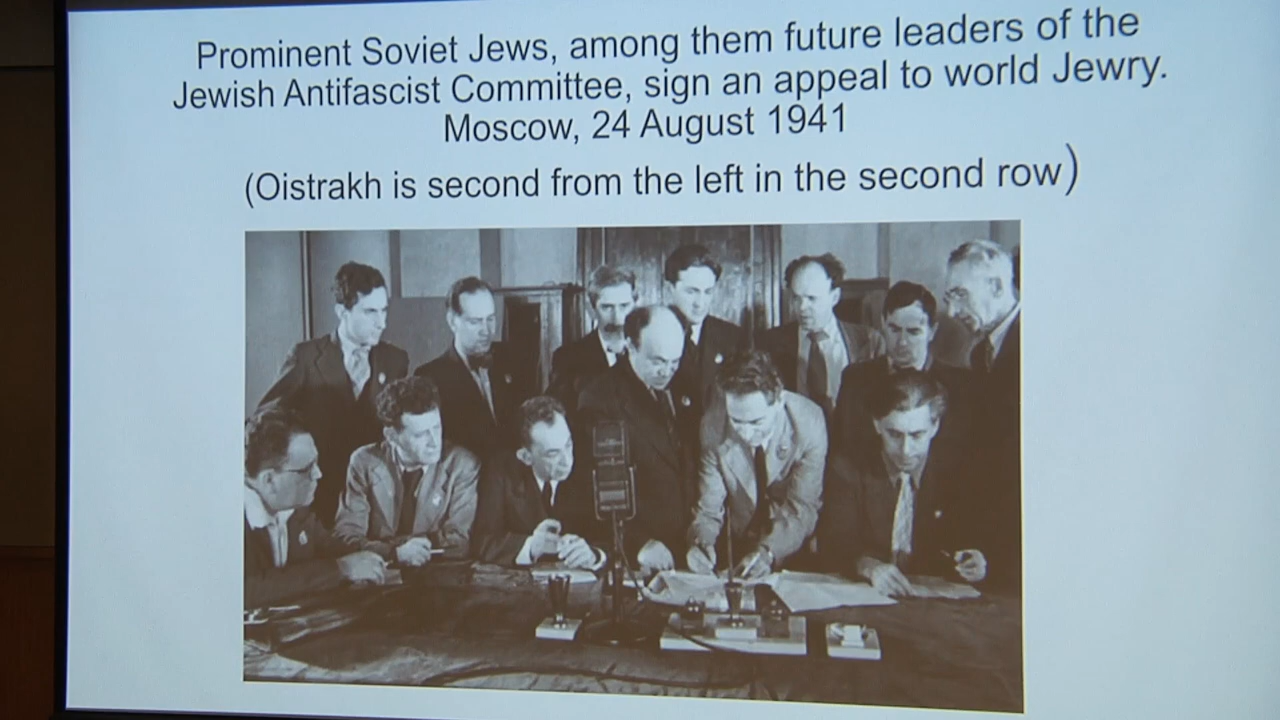 Prominent Soviet Jews, among them future leaders of the
Jewish Antifascist Committee, sign an appeal to world Jewry.
Moscow, 24 August 1941
(Oistrakh is second from the left in the second row)